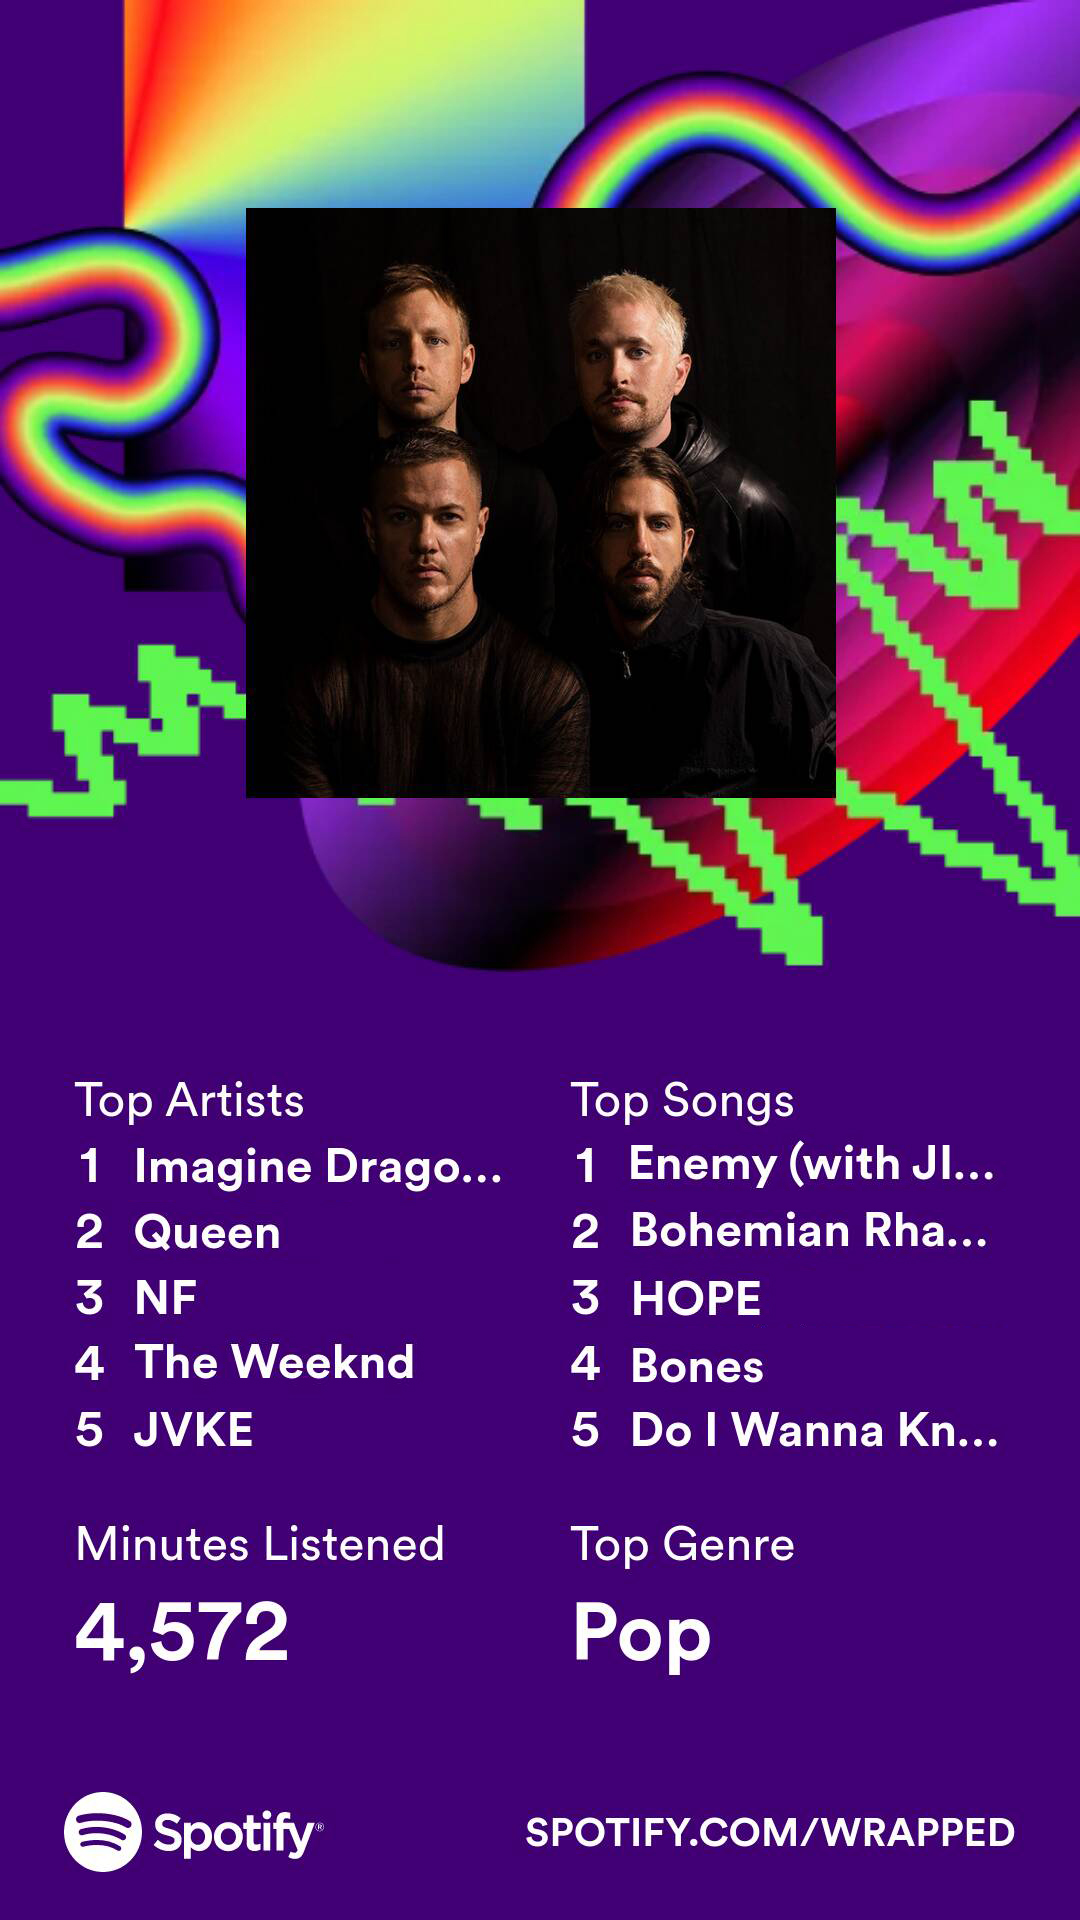 Top Artists
1 Imagine Drago...
2 Queen
3 NF
4 The Weeknd
5 JVKE
Top Songs
1 Enemy (with JI...
2 Bohemian Rha...
3 HOPE
4 Bones
5 Do I Wanna Kn...
Minutes Listened
4,572
Top Genre
Pop
Spotify®
SPOTIFY.COM/WRAPPED